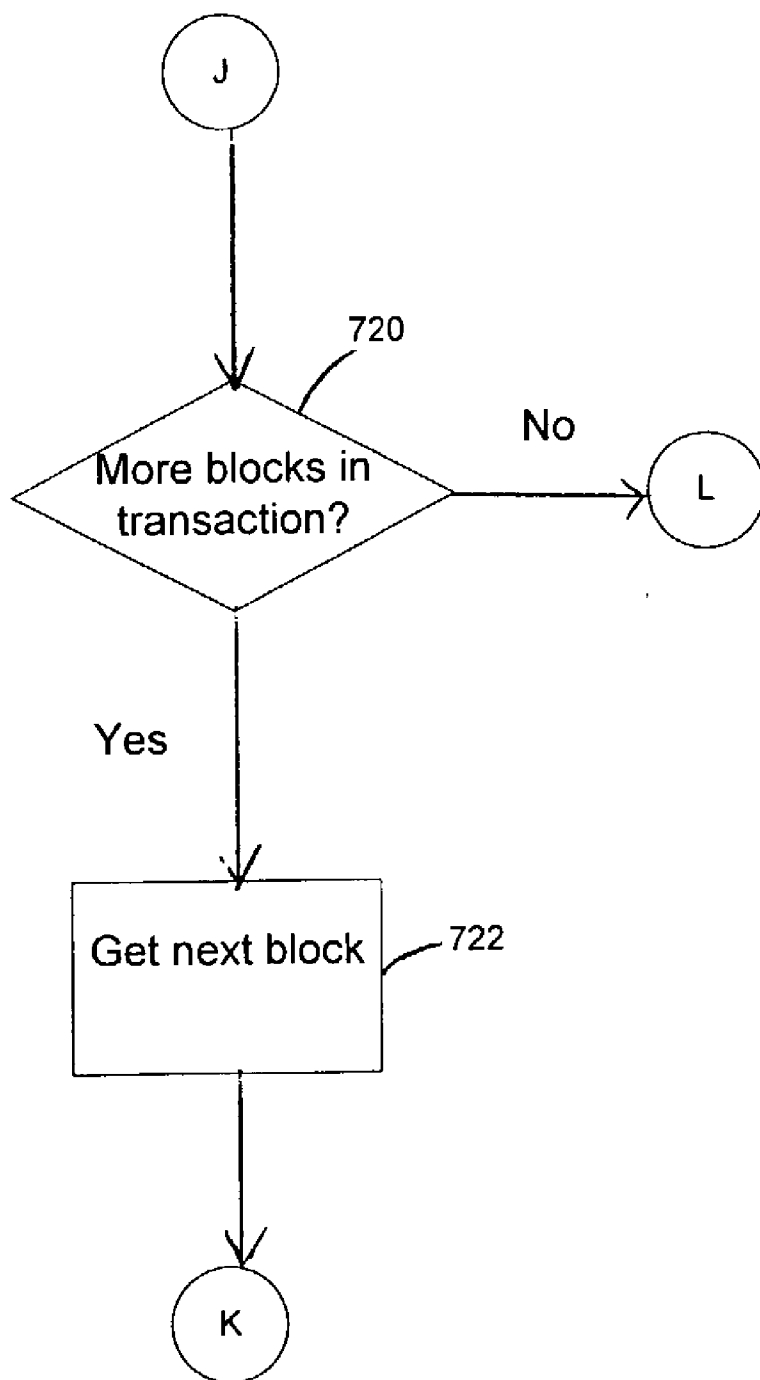 J
720
More blocks in
transaction?
No
L
Yes
Get next block
722
K